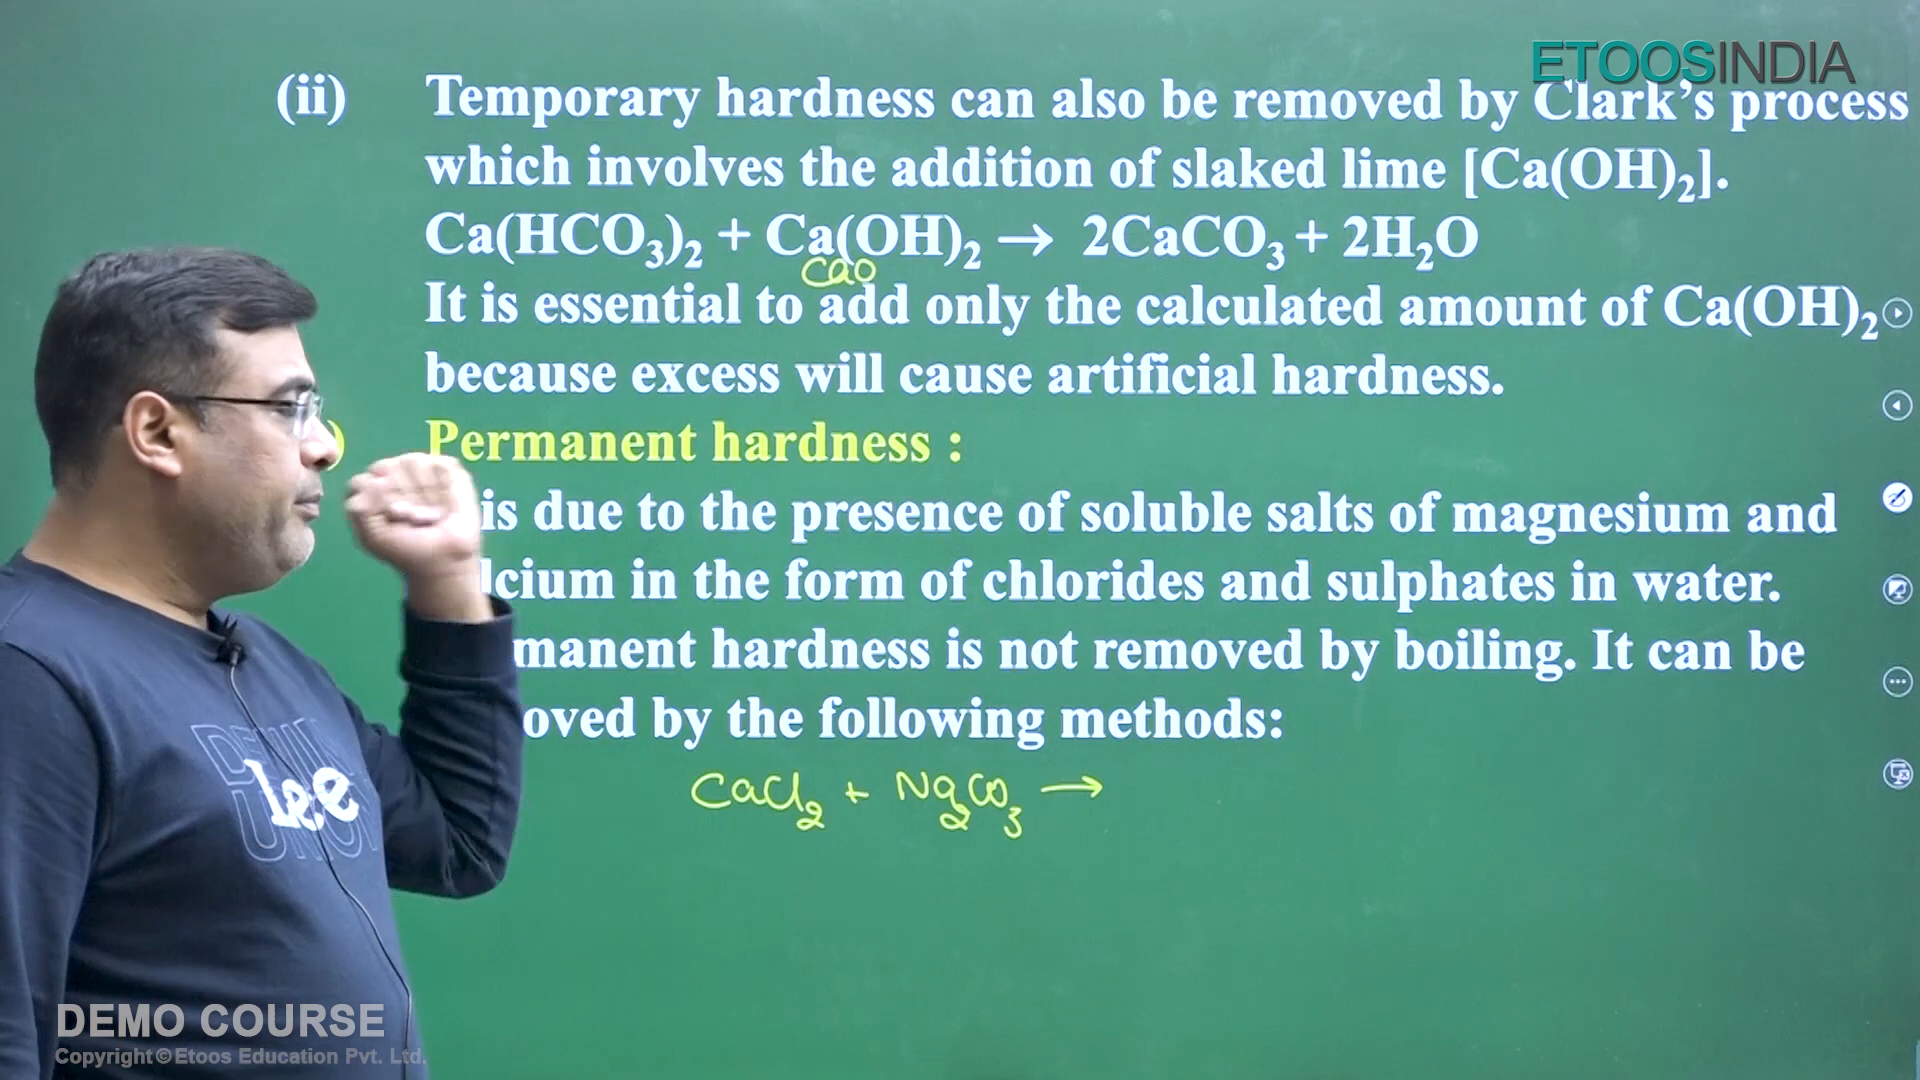 ETOOSINDIA
(ii) Temporary hardness can also be removed by Clark’s process
which involves the addition of slaked lime [Ca(OH)₂].
Ca(HCO₃)₂ + Ca(OH)₂ → 2CaCO₃ + 2H₂O
CaO
It is essential to add only the calculated amount of Ca(OH)₂
because excess will cause artificial hardness.
) Permanent hardness :
is due to the presence of soluble salts of magnesium and
lcium in the form of chlorides and sulphates in water.
manent hardness is not removed by boiling. It can be
oved by the following methods:
CaCl₂ + Na₂CO₃ →
Lee
DEMO COURSE
Copyright©Etoos Education Pvt. Ltd.